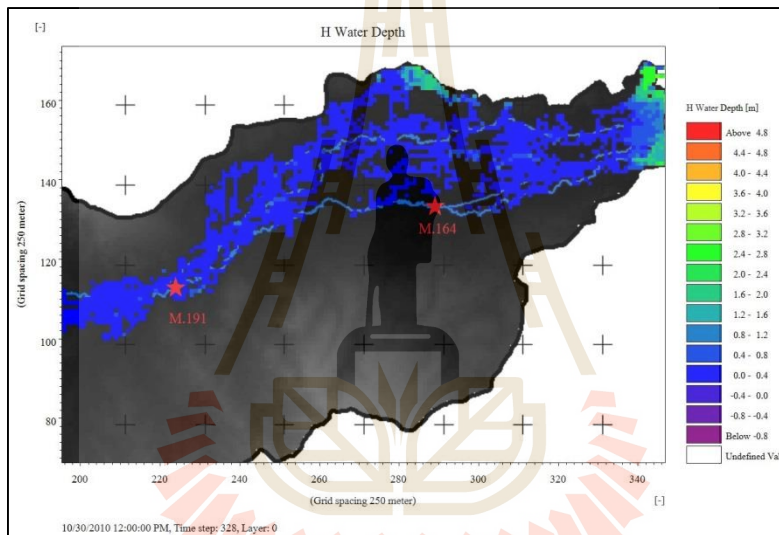 [-]
H Water Depth
160
140
120
100
80
(Grid spacing 250 meter)
M.164
M.191
200
220
240
260
280
300
320
340
(Grid spacing 250 meter)
[-]
10/30/2010 12:00:00 PM, Time step: 328, Layer: 0
H Water Depth [m]
Above 4.8
4.4 - 4.8
4.0 - 4.4
3.6 - 4.0
3.2 - 3.6
2.8 - 3.2
2.4 - 2.8
2.0 - 2.4
1.6 - 2.0
1.2 - 1.6
0.8 - 1.2
0.4 - 0.8
0.0 - 0.4
-0.4 - 0.0
-0.8 - -0.4
Below -0.8
Undefined Val